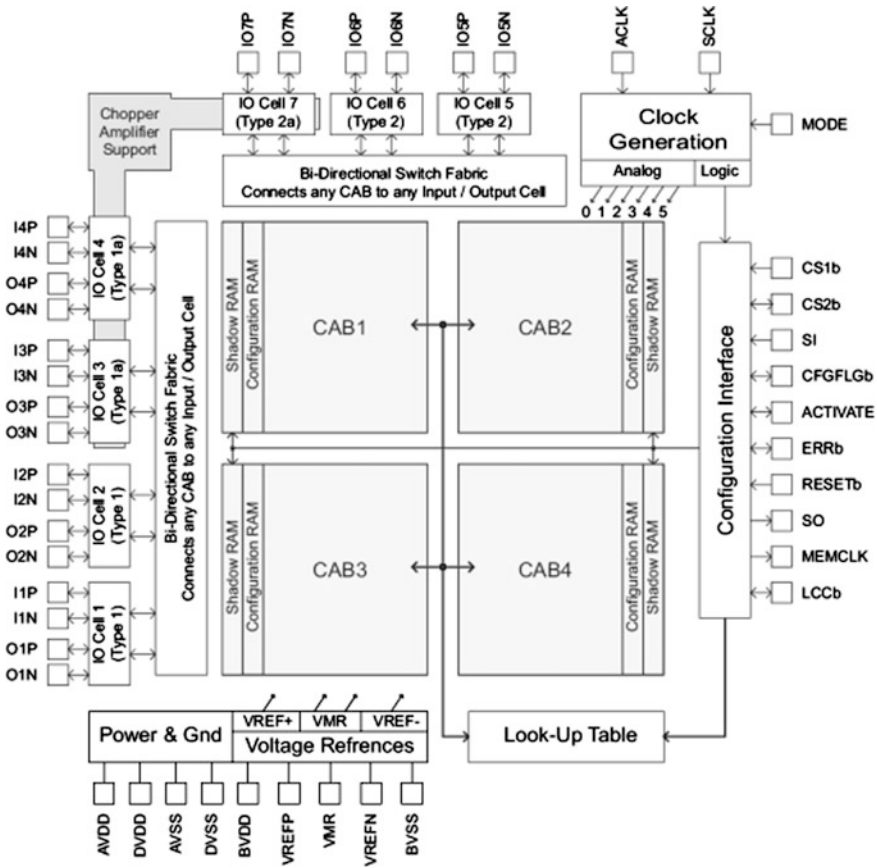 IO7P
IO7N
IO6P
IO6N
IO5P
IO5N
ACLK
SCLK
Chopper
Amplifier
Support
IO Cell 7
(Type 2a)
IO Cell 6
(Type 2)
IO Cell 5
(Type 2)
Clock
Generation
MODE
Analog
Logic
Bi-Directional Switch Fabric
Connects any CAB to any Input / Output Cell
0 1 2 3 4 5
I4P
I4N
O4P
O4N
IO Cell 4
(Type 1a)
I3P
I3N
O3P
O3N
IO Cell 3
(Type 1a)
I2P
I2N
O2P
O2N
IO Cell 2
(Type 1)
I1P
I1N
O1P
O1N
IO Cell 1
(Type 1)
Bi-Directional Switch Fabric
Connects any CAB to any Input / Output Cell
Shadow RAM
Configuration RAM
CAB1
CAB2
Configuration RAM
Shadow RAM
Shadow RAM
Configuration RAM
CAB3
CAB4
Configuration RAM
Shadow RAM
Configuration Interface
CS1b
CS2b
SI
CFGFLGb
ACTIVATE
ERRb
RESETb
SO
MEMCLK
LCCb
Power & Gnd
VREF+
VMR
VREF-
Voltage Refrences
Look-Up Table
AVDD
DVDD
AVSS
DVSS
BVDD
VREFP
VMR
VREFN
BVSS